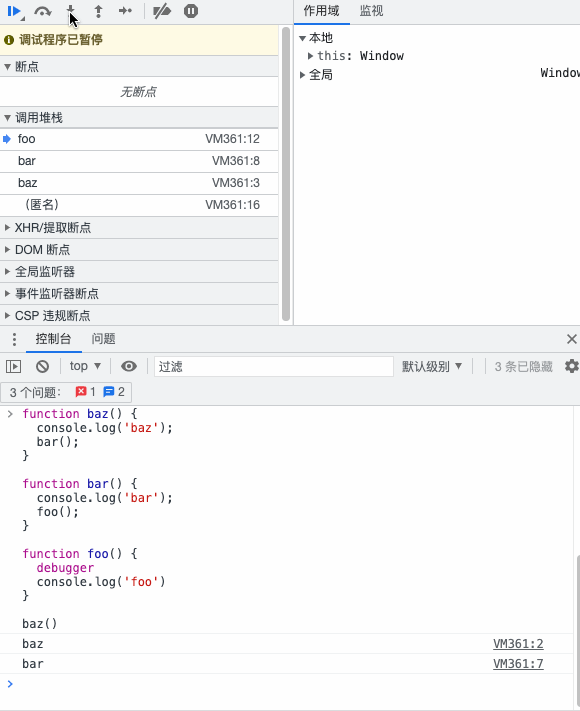 作用域 监视
调试程序已暂停
断点
无断点
调用堆栈
foo VM361:12
bar VM361:8
baz VM361:3
（匿名） VM361:16
XHR/提取断点
DOM 断点
全局监听器
事件监听器断点
CSP 违规断点
本地
this: Window
全局 Window
控制台 问题
top 过滤 默认级别 3 条已隐藏
3 个问题： 1 2
function baz() {
console.log('baz');
bar();
}
function bar() {
console.log('bar');
foo();
}
function foo() {
debugger
console.log('foo')
}
baz()
baz VM361:2
bar VM361:7